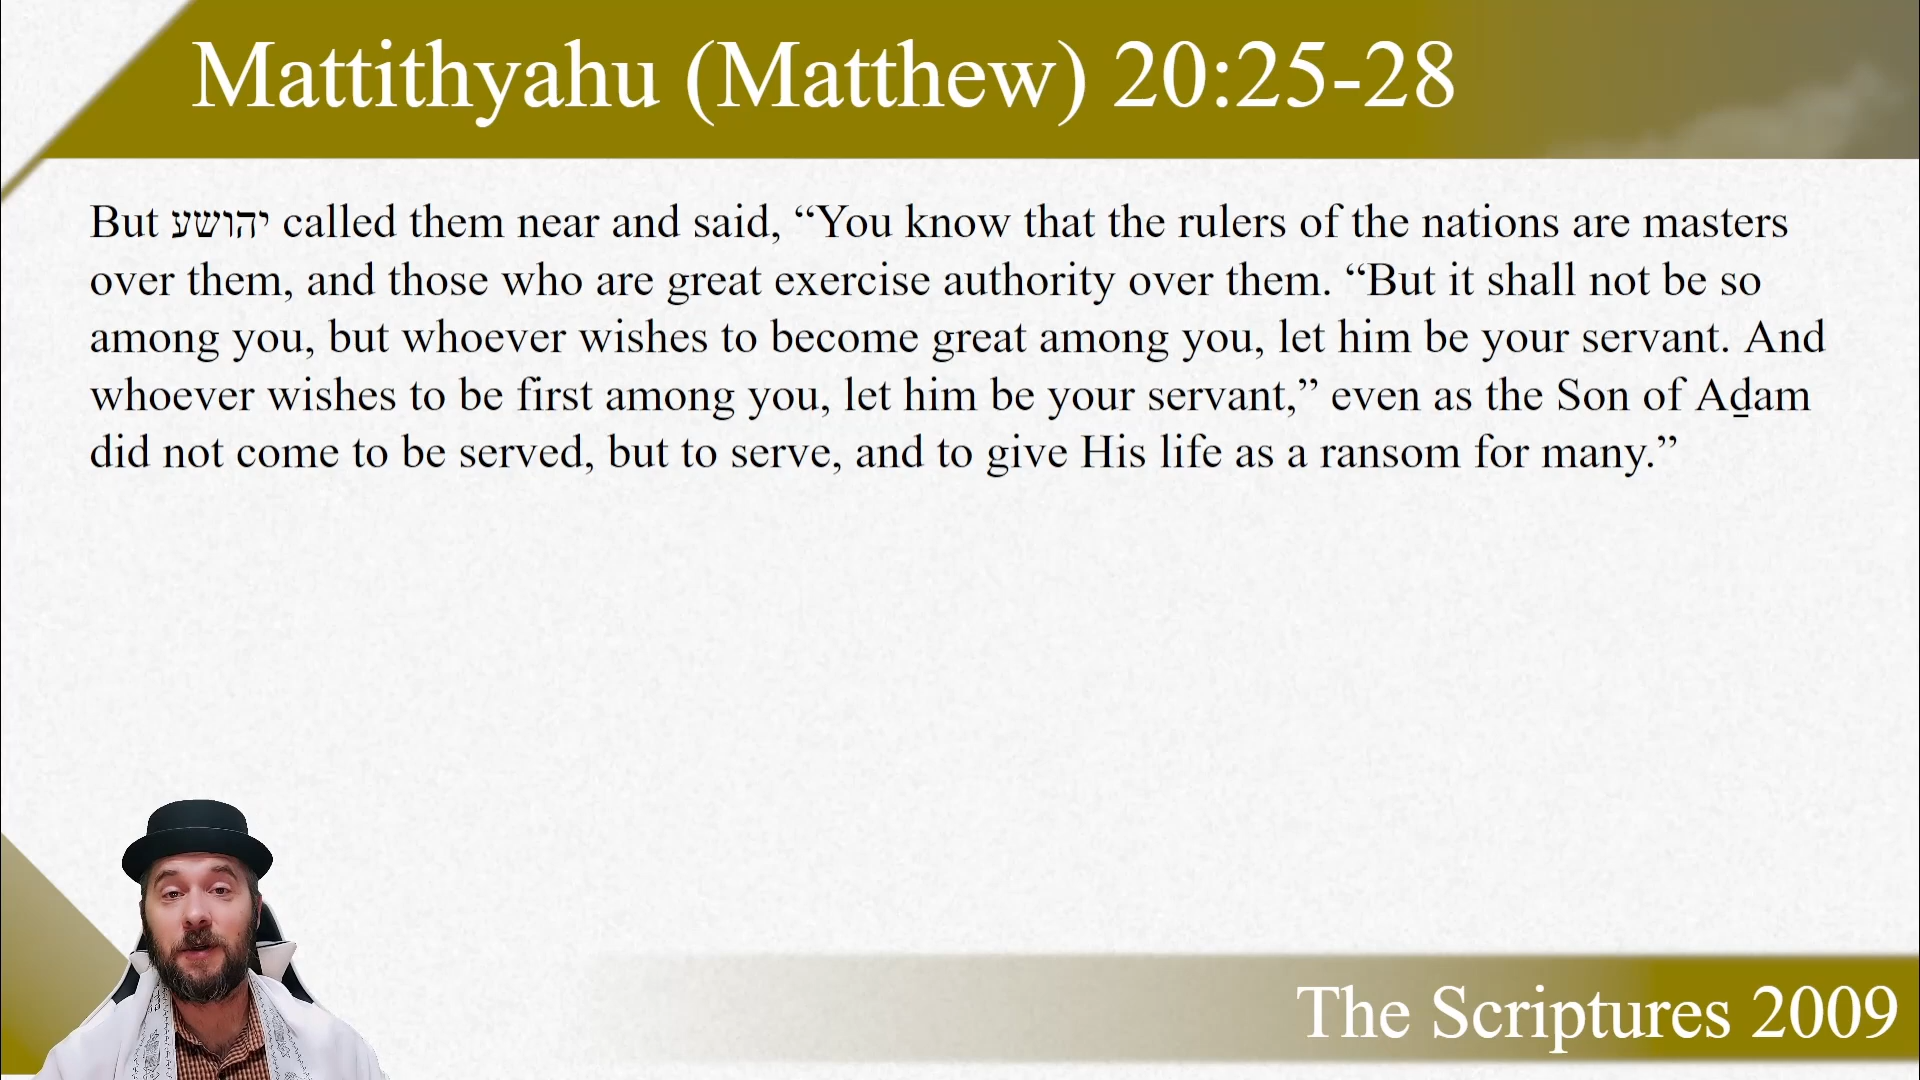 Mattithyahu (Matthew) 20:25-28
But יהושע called them near and said, “You know that the rulers of the nations are masters
over them, and those who are great exercise authority over them. “But it shall not be so
among you, but whoever wishes to become great among you, let him be your servant. And
whoever wishes to be first among you, let him be your servant,” even as the Son of Aḏam
did not come to be served, but to serve, and to give His life as a ransom for many.”
The Scriptures 2009